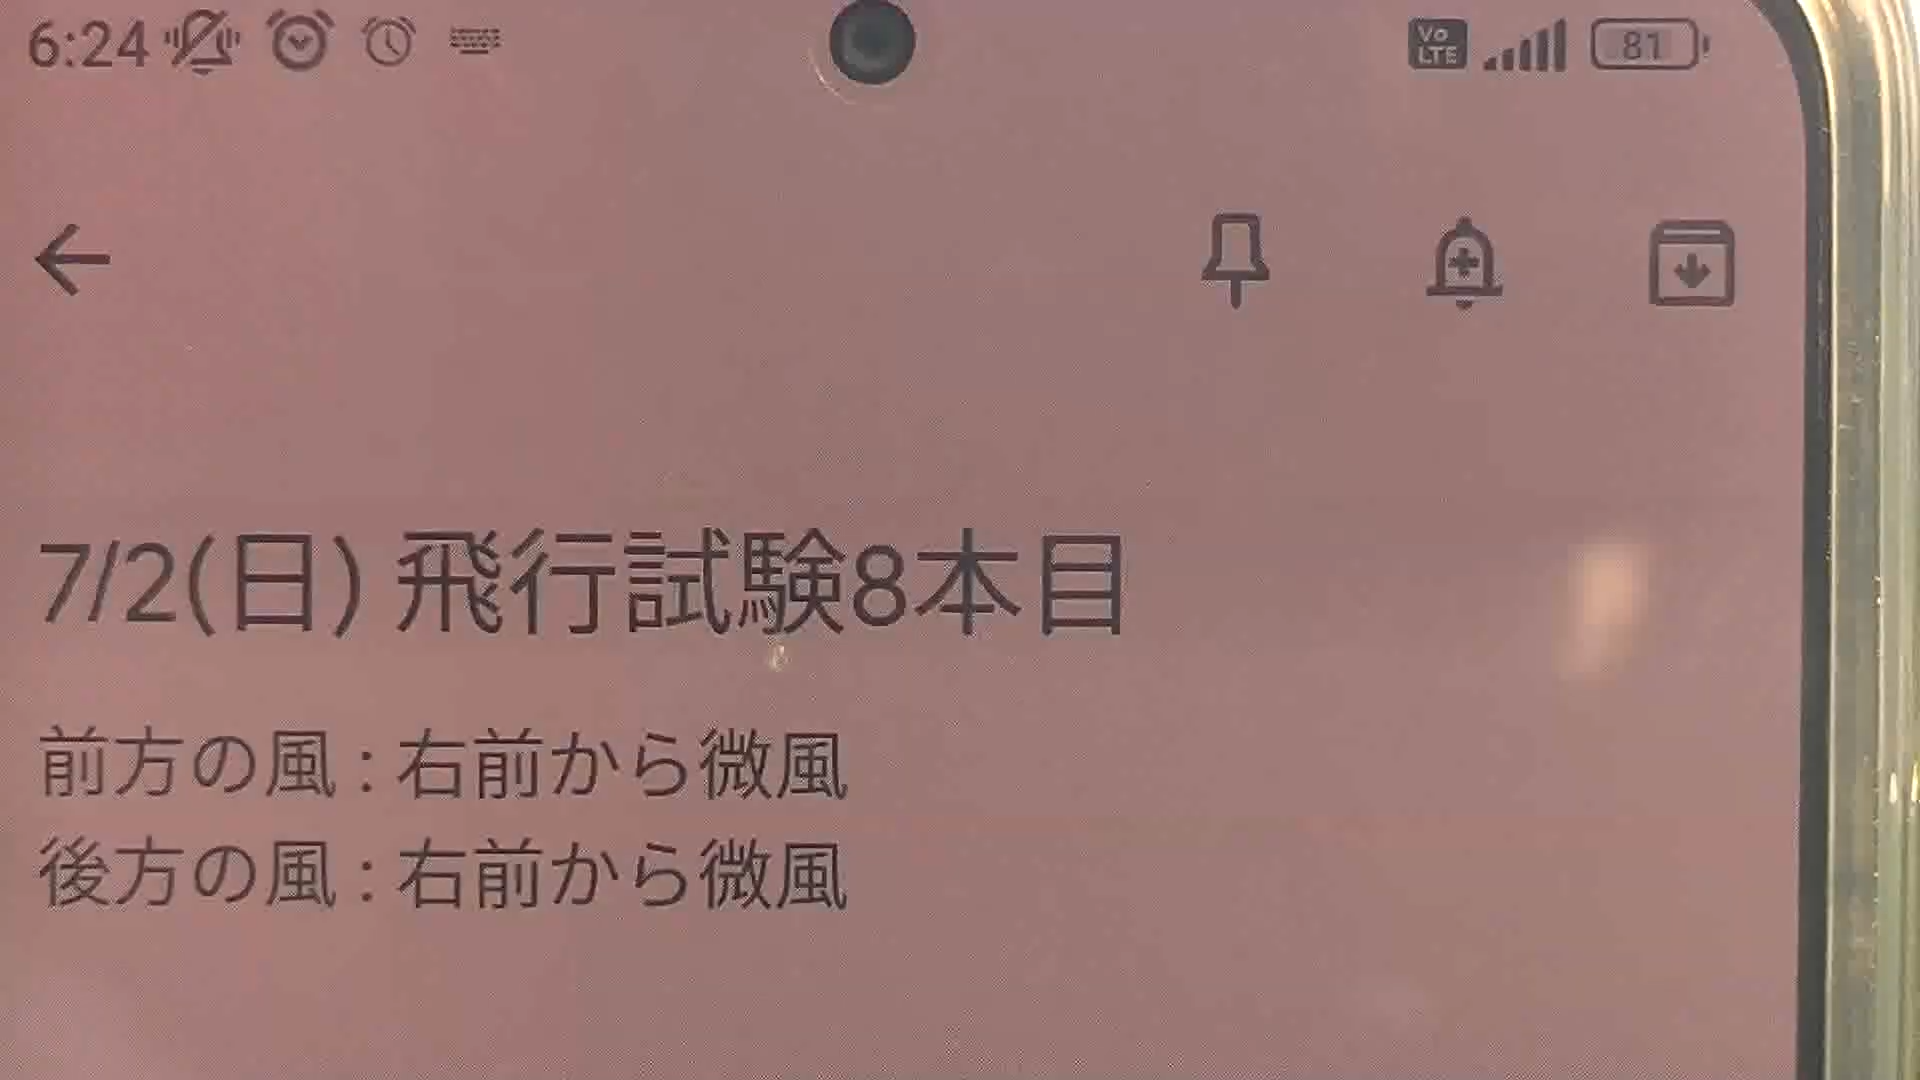 6:24
Vo
LTE
81
7/2(日) 飛行試験8本目
前方の風 : 右前から微風
後方の風 : 右前から微風